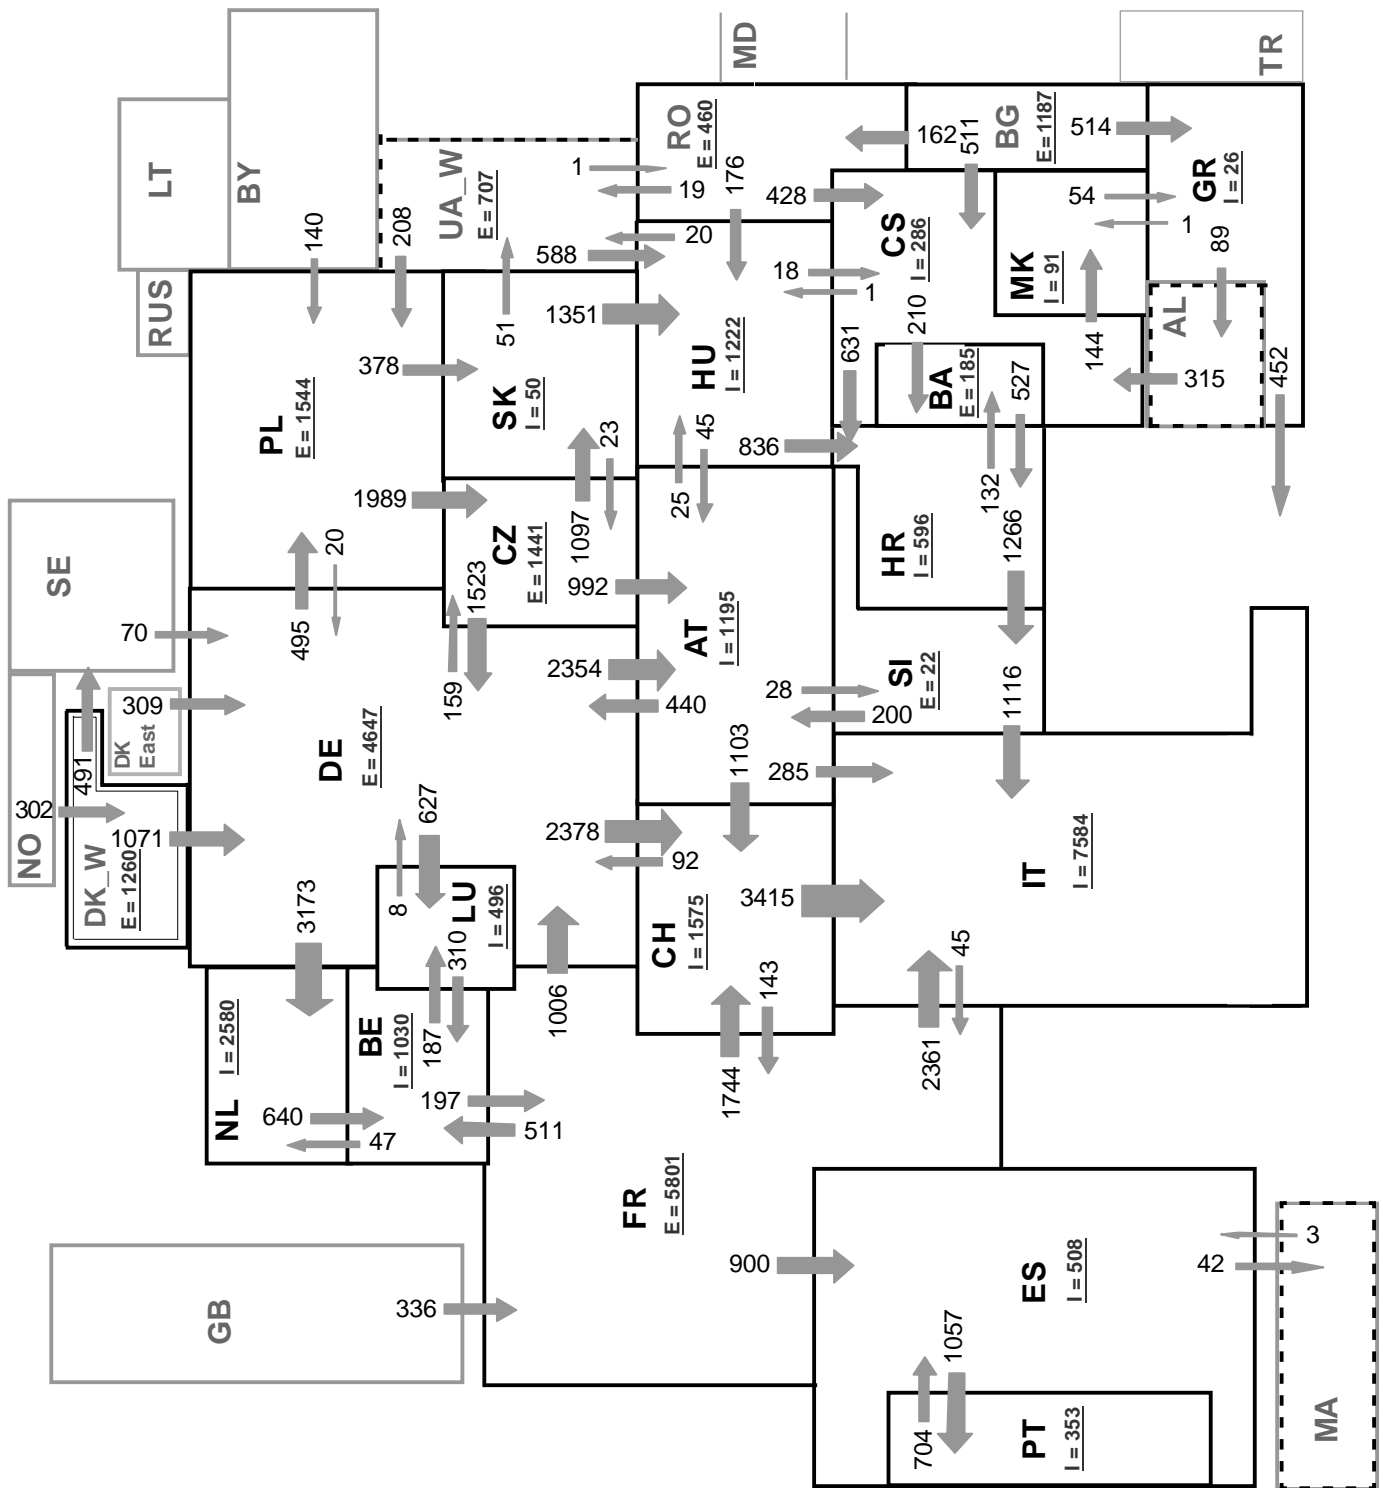 MD
TR
LT
BY
UA_W
E = 707
RO
E = 460
BG
E = 1187
GR
I = 26
162
511
514
1
19
176
428
54
1
89
140
208
588
20
18
1
CS
I = 286
MK
I = 91
AL
RUS
51
1351
210
144
315
452
PL
E = 1544
378
SK
I = 50
HU
I = 1222
631
BA
E = 185
527
1989
23
1097
45
25
836
132
1266
SE
20
495
CZ
E = 1441
1523
992
HR
I = 596
70
159
AT
I = 1195
2354
440
28
200
SI
E = 22
1116
309
DK
East
491
DE
E = 4647
1103
285
NO
302
1071
DK_W
E = 1260
627
8
2378
92
3173
LU
I = 496
310
187
1006
CH
I = 1575
3415
IT
I = 7584
143
1744
45
2361
NL
I = 2580
BE
I = 1030
640
47
197
511
FR
E = 5801
900
GB
336
ES
I = 508
3
42
1057
704
PT
I = 353
MA